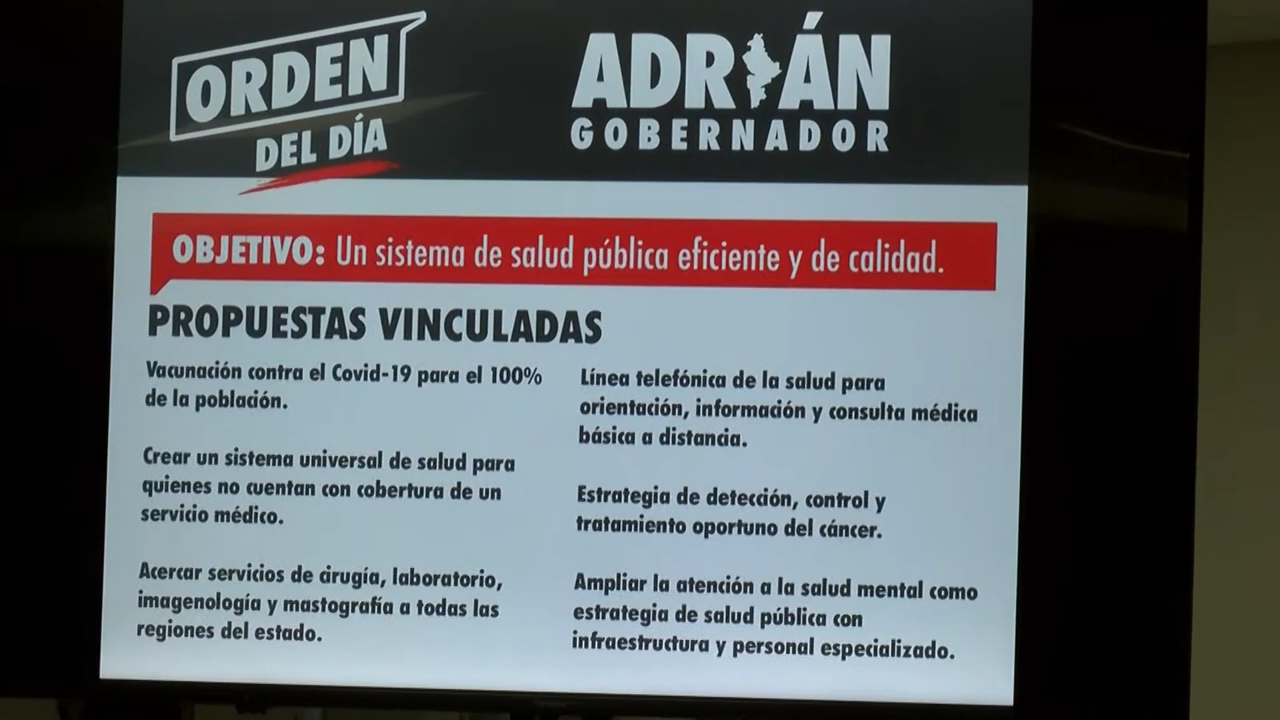 ORDEN
DEL DÍA
ADRIÁN
GOBERNADOR
OBJETIVO: Un sistema de salud pública eficiente y de calidad.
PROPUESTAS VINCULADAS
Vacunación contra el Covid-19 para el 100%
de la población.
Crear un sistema universal de salud para
quienes no cuentan con cobertura de un
servicio médico.
Acercar servicios de cirugía, laboratorio,
imagenología y mastografía a todas las
regiones del estado.
Línea telefónica de la salud para
orientación, información y consulta médica
básica a distancia.
Estrategia de detección, control y
tratamiento oportuno del cáncer.
Ampliar la atención a la salud mental como
estrategia de salud pública con
infraestructura y personal especializado.